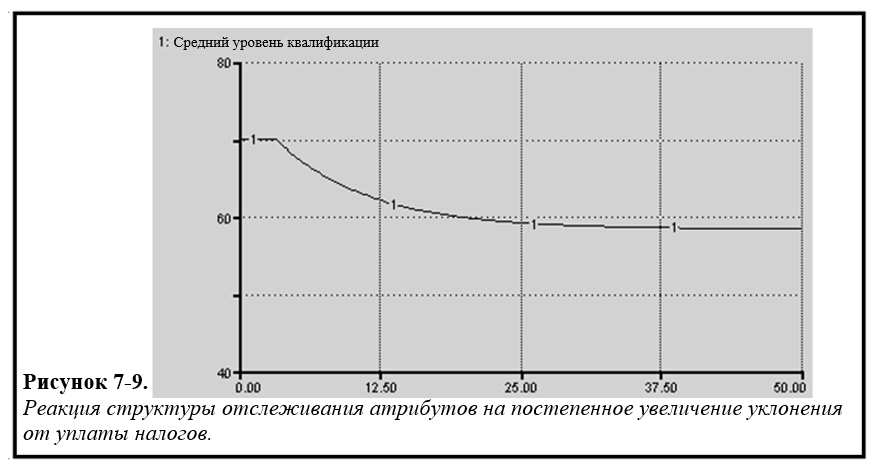 1: Средний уровень квалификации
80
1
1
60
1
1
40
0.00 12.50 25.00 37.50 50.00
Рисунок 7-9.
Реакция структуры отслеживания атрибутов на постепенное увеличение уклонения
от уплаты налогов.